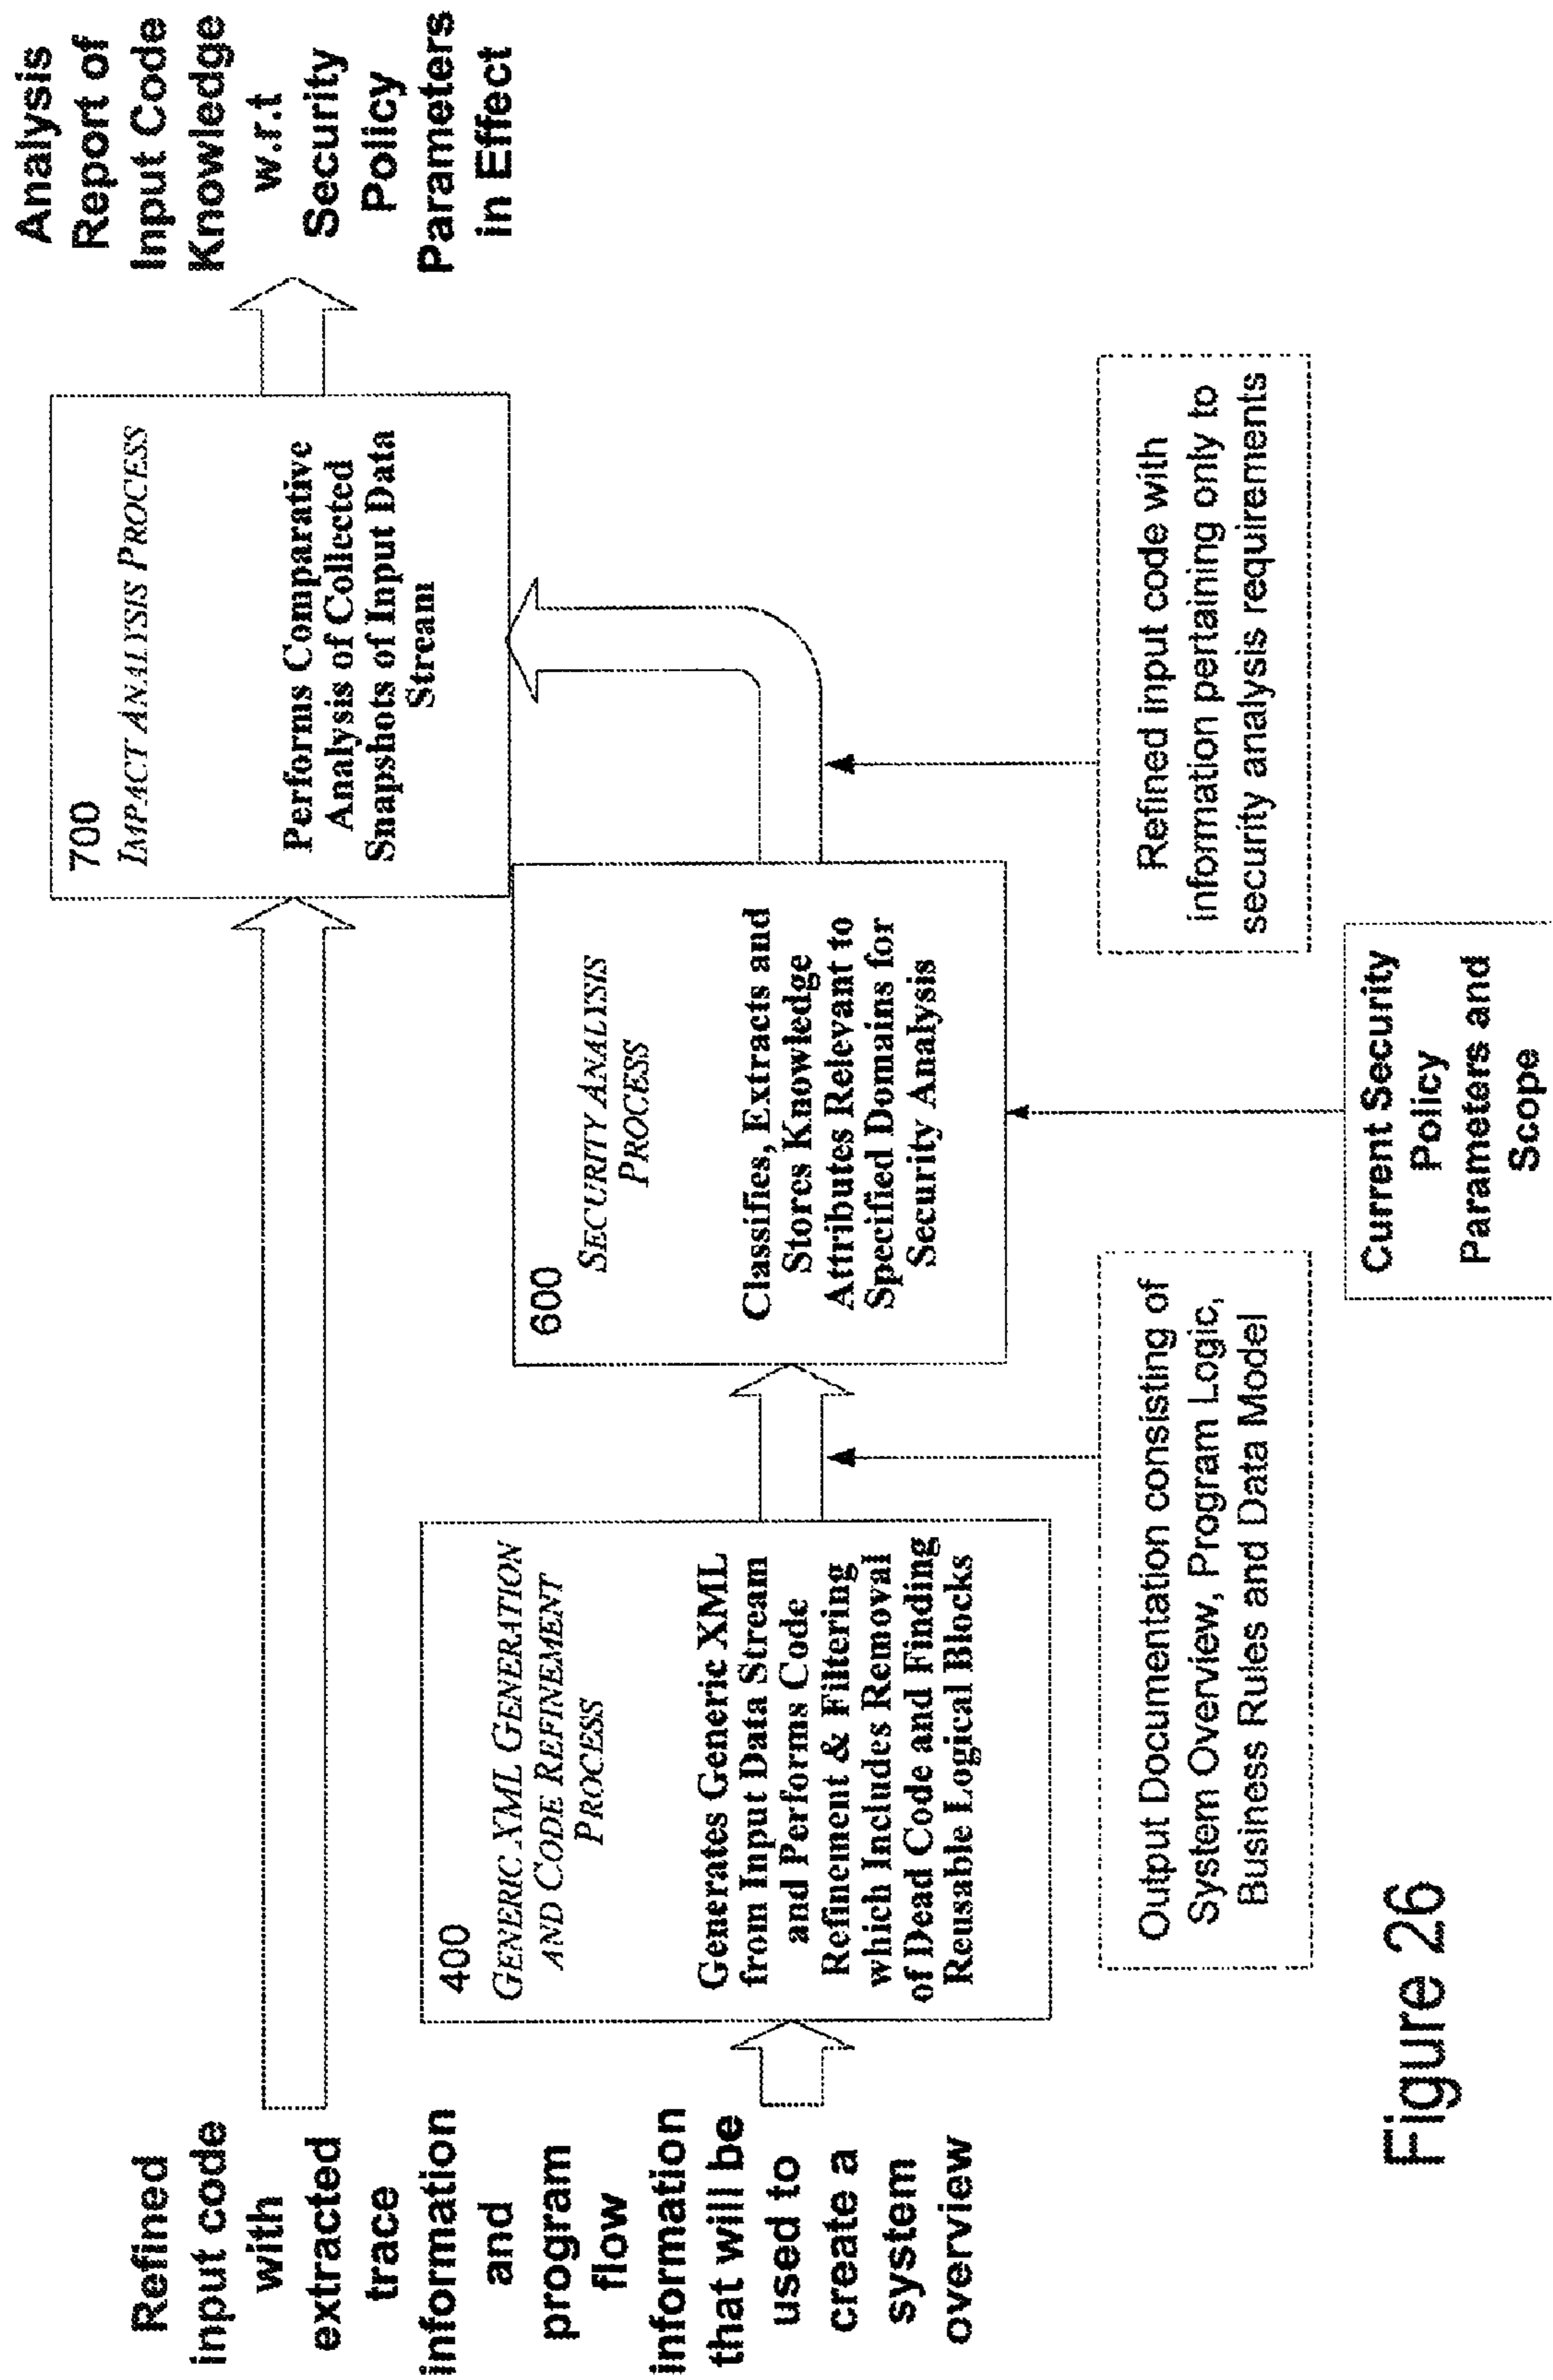 Refined
input code
with
extracted
trace
information
and
program
flow
information
that will be
used to
create a
system
overview
400
GENERIC XML GENERATION
AND CODE REFINEMENT
PROCESS
Generates Generic XML
from Input Data Stream
and Performs Code
Refinement & Filtering
which Includes Removal
of Dead Code and Finding
Reusable Logical Blocks
Output Documentation consisting of
System Overview, Program Logic,
Business Rules and Data Model
600
SECURITY ANALYSIS
PROCESS
Classifies, Extracts and
Stores Knowledge
Attributes Relevant to
Specified Domains for
Security Analysis
Current Security
Policy
Parameters and
Scope
Refined input code with
information pertaining only to
security analysis requirements
700
IMPACT ANALYSIS PROCESS
Performs Comparative
Analysis of Collected
Snapshots of Input Data
Stream
Analysis
Report of
Input Code
Knowledge
w.r.t
Security
Policy
Parameters
in Effect
Figure 26